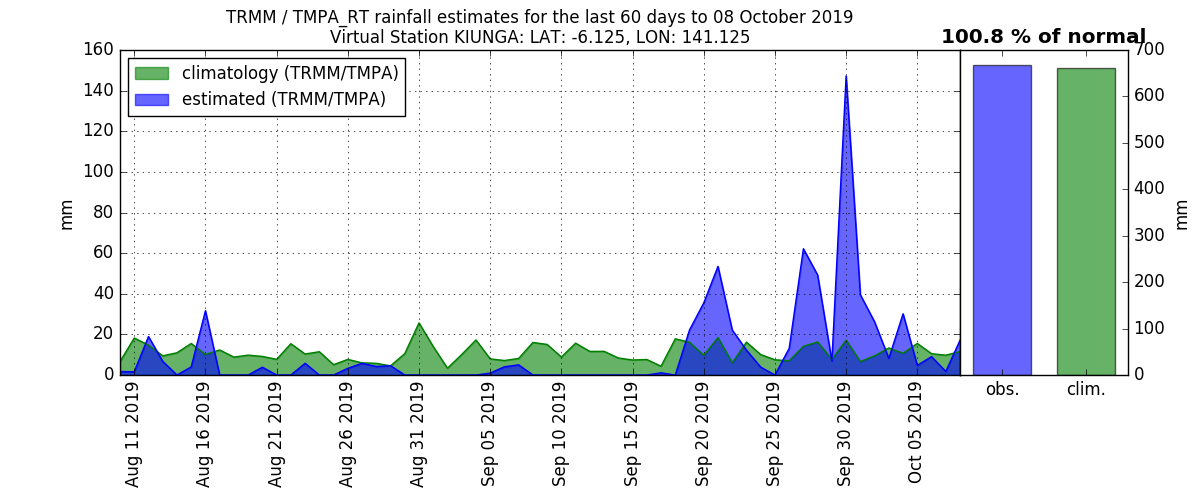 TRMM / TMPA_RT rainfall estimates for the last 60 days to 08 October 2019
Virtual Station KIUNGA: LAT: -6.125, LON: 141.125
100.8 % of normal
climatology (TRMM/TMPA)
estimated (TRMM/TMPA)
mm
160
140
120
100
80
60
40
20
0
Aug 11 2019
Aug 16 2019
Aug 21 2019
Aug 26 2019
Aug 31 2019
Sep 05 2019
Sep 10 2019
Sep 15 2019
Sep 20 2019
Sep 25 2019
Sep 30 2019
Oct 05 2019
obs.
clim.
700
600
500
400
300
200
100
0
mm